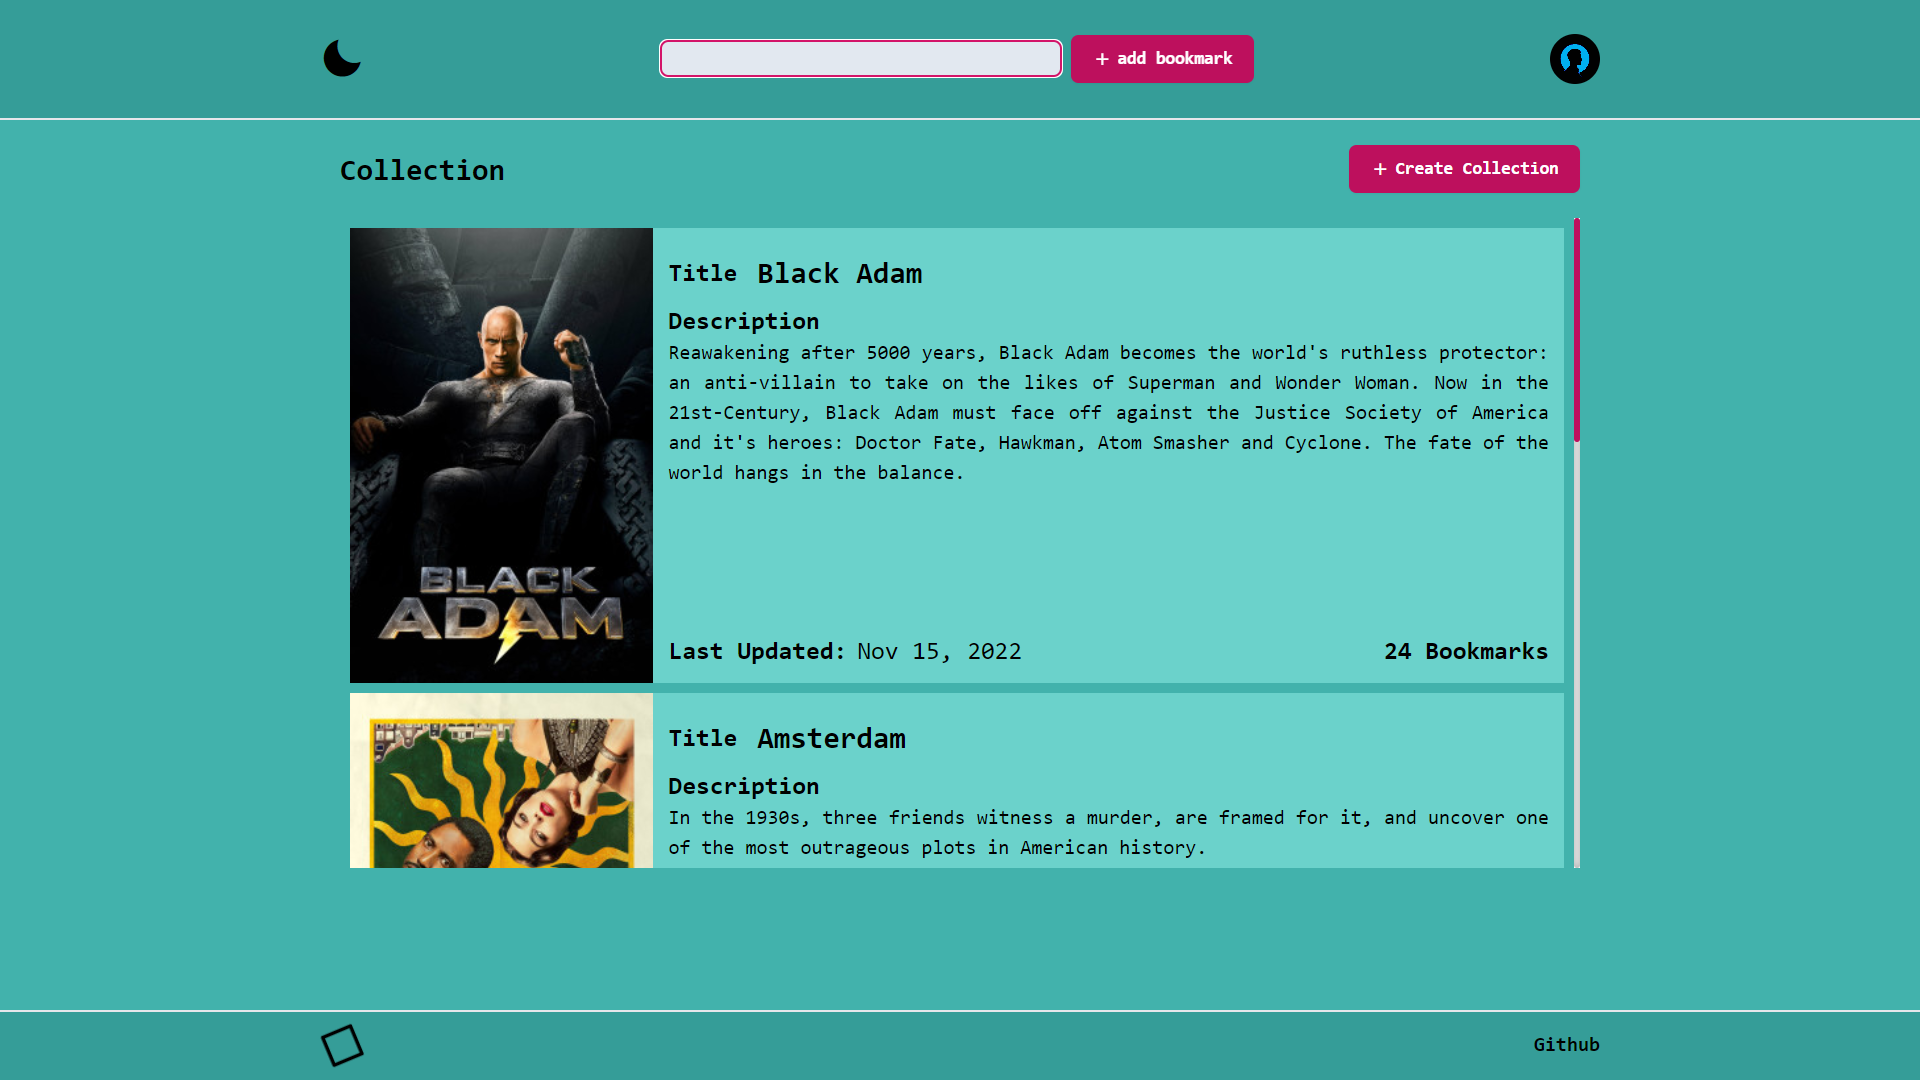 + add bookmark
Collection
+ Create Collection
Title Black Adam
Description
Reawakening after 5000 years, Black Adam becomes the world's ruthless protector:
an anti-villain to take on the likes of Superman and Wonder Woman. Now in the
21st-Century, Black Adam must face off against the Justice Society of America
and it's heroes: Doctor Fate, Hawkman, Atom Smasher and Cyclone. The fate of the
world hangs in the balance.
BLACK
ADAM
Last Updated: Nov 15, 2022
24 Bookmarks
Title Amsterdam
Description
In the 1930s, three friends witness a murder, are framed for it, and uncover one
of the most outrageous plots in American history.
Github